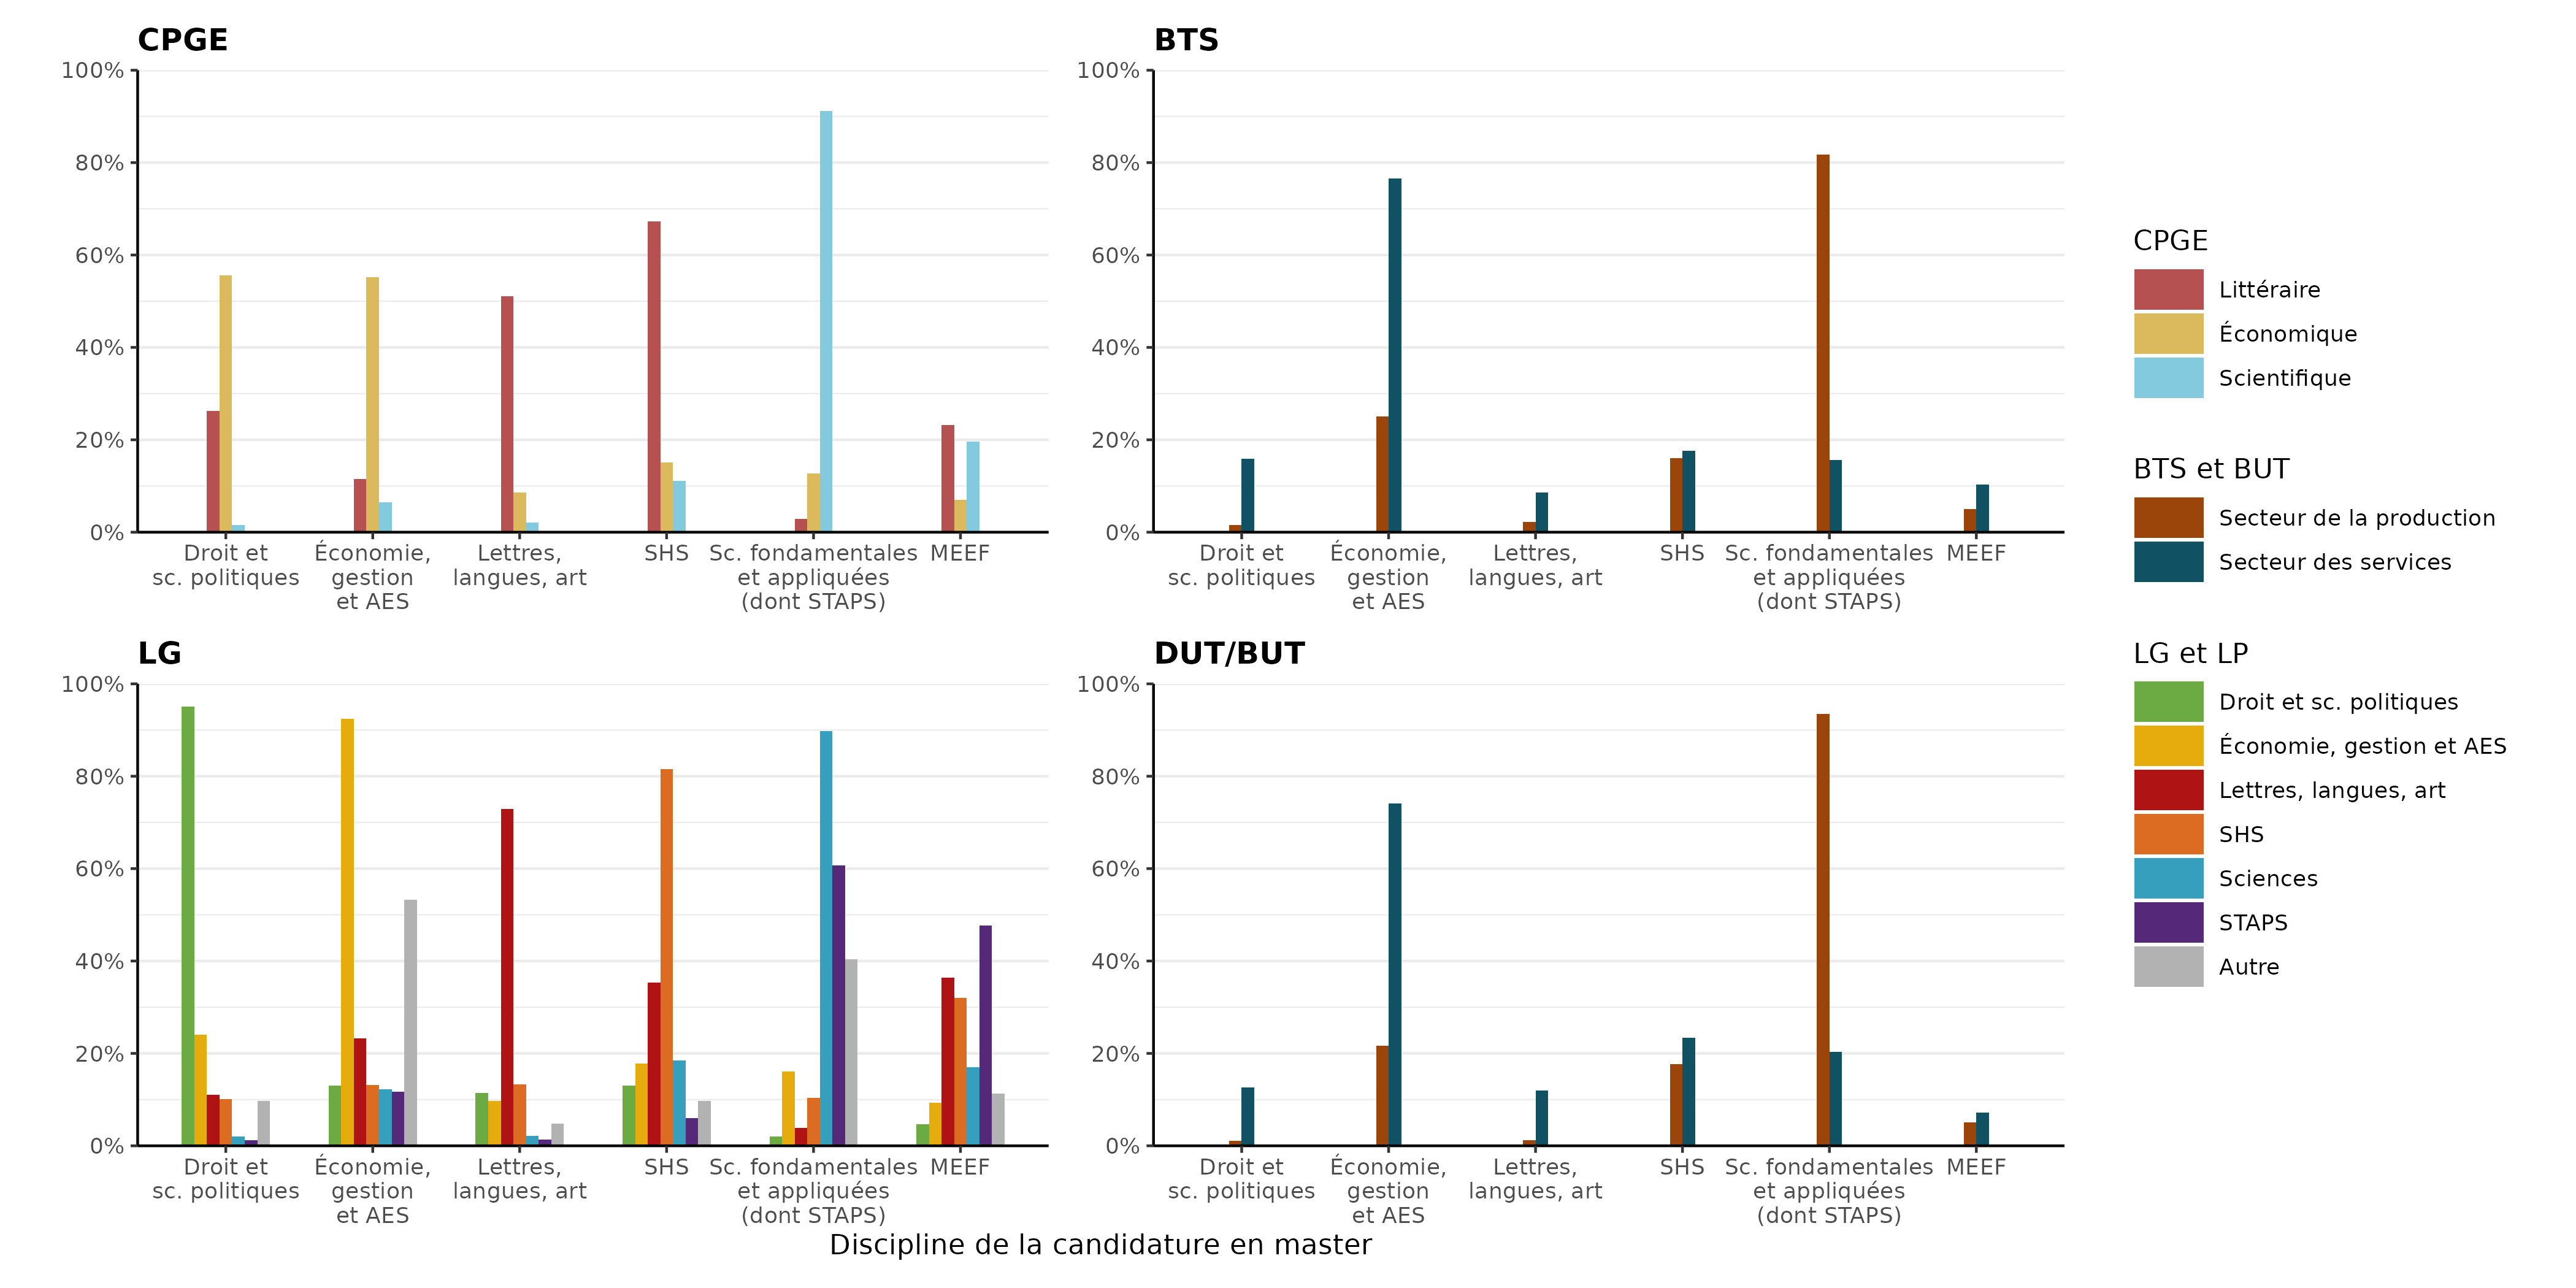 CPGE
100%
80%
60%
40%
20%
0%
Droit et
sc. politiques
Économie,
gestion
et AES
Lettres,
langues, art
SHS
Sc. fondamentales
et appliquées
(dont STAPS)
MEEF
BTS
100%
80%
60%
40%
20%
0%
Droit et
sc. politiques
Économie,
gestion
et AES
Lettres,
langues, art
SHS
Sc. fondamentales
et appliquées
(dont STAPS)
MEEF
LG
100%
80%
60%
40%
20%
0%
Droit et
sc. politiques
Économie,
gestion
et AES
Lettres,
langues, art
SHS
Sc. fondamentales
et appliquées
(dont STAPS)
MEEF
DUT/BUT
100%
80%
60%
40%
20%
0%
Droit et
sc. politiques
Économie,
gestion
et AES
Lettres,
langues, art
SHS
Sc. fondamentales
et appliquées
(dont STAPS)
MEEF
Discipline de la candidature en master
CPGE
Littéraire
Économique
Scientifique
BTS et BUT
Secteur de la production
Secteur des services
LG et LP
Droit et sc. politiques
Économie, gestion et AES
Lettres, langues, art
SHS
Sciences
STAPS
Autre